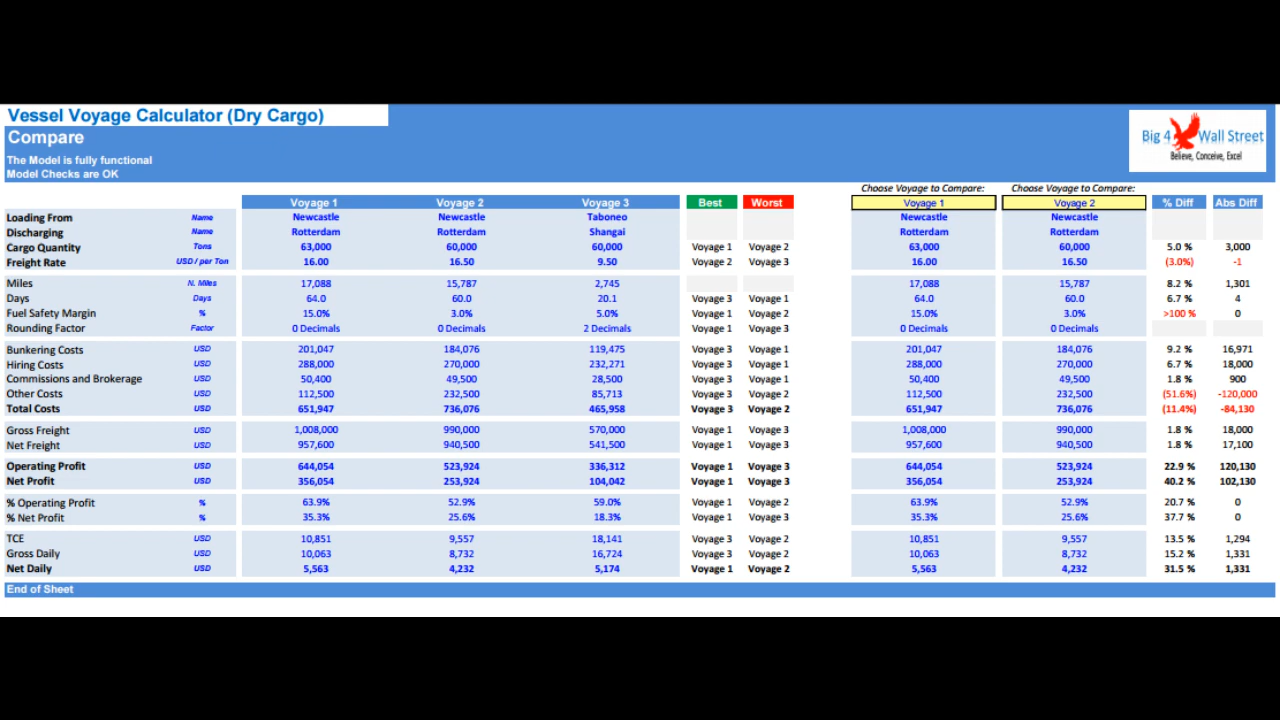 Vessel Voyage Calculator (Dry Cargo)
Compare
The Model is fully functional
Model Checks are OK
Big 4 Wall Street
Believe, Conceive, Excel
Choose Voyage to Compare: Choose Voyage to Compare:
Voyage 1 Voyage 2 Voyage 3 Best Worst Voyage 1 Voyage 2 % Diff Abs Diff
Loading From Name Newcastle Newcastle Taboneo Newcastle Newcastle
Discharging Name Rotterdam Rotterdam Shangai Rotterdam Rotterdam
Cargo Quantity Tons 63,000 60,000 60,000 Voyage 1 Voyage 2 63,000 60,000 5.0 % 3,000
Freight Rate USD / per Ton 16.00 16.50 9.50 Voyage 2 Voyage 3 16.00 16.50 (3.0%) -1
Miles N. Miles 17,088 15,787 2,745 17,088 15,787 8.2 % 1,301
Days Days 64.0 60.0 20.1 Voyage 3 Voyage 1 64.0 60.0 6.7 % 4
Fuel Safety Margin % 15.0% 3.0% 5.0% Voyage 1 Voyage 2 15.0% 3.0% >100 % 0
Rounding Factor Factor 0 Decimals 0 Decimals 2 Decimals Voyage 1 Voyage 3 0 Decimals 0 Decimals
Bunkering Costs USD 201,047 184,076 119,475 Voyage 3 Voyage 1 201,047 184,076 9.2 % 16,971
Hiring Costs USD 288,000 270,000 232,271 Voyage 3 Voyage 1 288,000 270,000 6.7 % 18,000
Commissions and Brokerage USD 50,400 49,500 28,500 Voyage 3 Voyage 1 50,400 49,500 1.8 % 900
Other Costs USD 112,500 232,500 85,713 Voyage 3 Voyage 2 112,500 232,500 (51.6%) -120,000
Total Costs USD 651,947 736,076 465,958 Voyage 3 Voyage 2 651,947 736,076 (11.4%) -84,130
Gross Freight USD 1,008,000 990,000 570,000 Voyage 1 Voyage 3 1,008,000 990,000 1.8 % 18,000
Net Freight USD 957,600 940,500 541,500 Voyage 1 Voyage 3 957,600 940,500 1.8 % 17,100
Operating Profit USD 644,054 523,924 336,312 Voyage 1 Voyage 3 644,054 523,924 22.9 % 120,130
Net Profit USD 356,054 253,924 104,042 Voyage 1 Voyage 3 356,054 253,924 40.2 % 102,130
% Operating Profit % 63.9% 52.9% 59.0% Voyage 1 Voyage 2 63.9% 52.9% 20.7 % 0
% Net Profit % 35.3% 25.6% 18.3% Voyage 1 Voyage 3 35.3% 25.6% 37.7 % 0
TCE USD 10,851 9,557 18,141 Voyage 3 Voyage 2 10,851 9,557 13.5 % 1,294
Gross Daily USD 10,063 8,732 16,724 Voyage 3 Voyage 2 10,063 8,732 15.2 % 1,331
Net Daily USD 5,563 4,232 5,174 Voyage 1 Voyage 2 5,563 4,232 31.5 % 1,331
End of Sheet